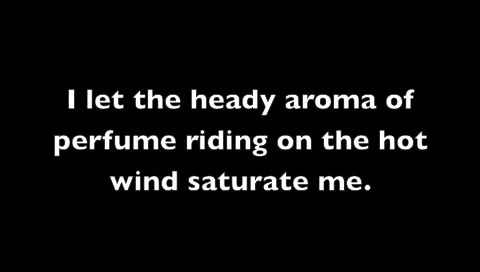 I let the heady aroma of
perfume riding on the hot
wind saturate me.